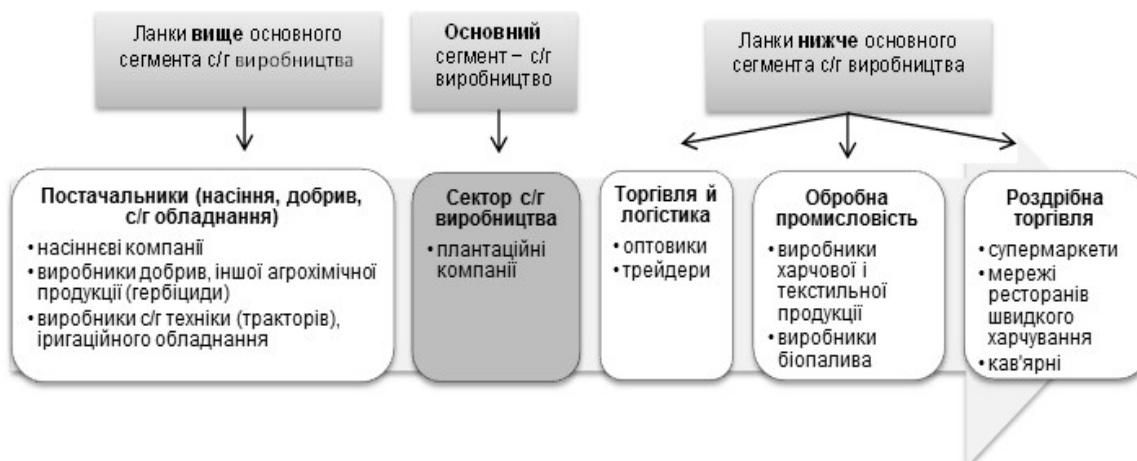 Ланки вище основного
сегмента с/г виробництва
Основний
сегмент – с/г
виробництво
Ланки нижче основного
сегмента с/г виробництва
Постачальники (насіння, добрив,
с/г обладнання)
•насіннєві компанії
•виробники добрив, іншої агрохімічної
продукції (гербіциди)
•виробники с/г техніки (тракторів),
іригаційного обладнання
Сектор с/г
виробництва
•плантаційні
компанії
Торгівля й
логістика
•оптовики
•трейдери
Обробна
промисловість
•виробники
харчової і
текстильної
продукції
•виробники
біопалива
Роздрібна
торгівля
•супермаркети
•мережі
ресторанів
швидкого
харчування
•кав'ярні